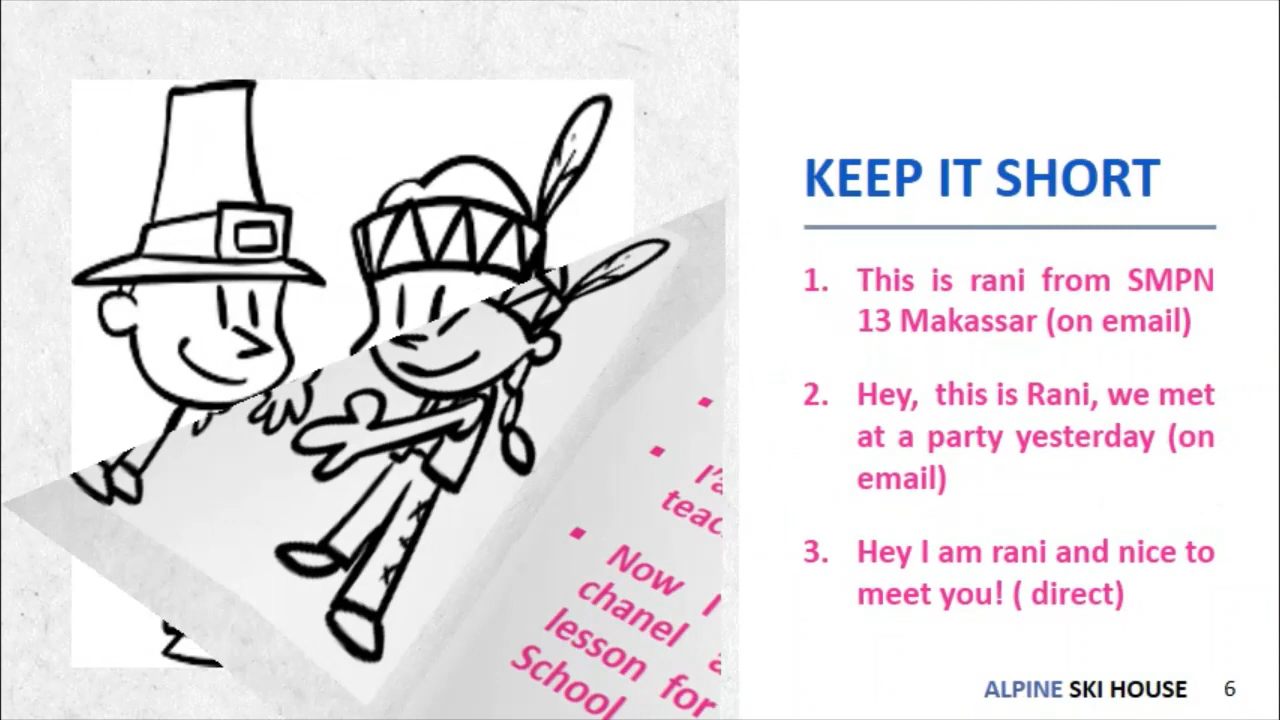 KEEP IT SHORT
1. This is rani from SMPN
13 Makassar (on email)
2. Hey, this is Rani, we met
at a party yesterday (on
email)
3. Hey I am rani and nice to
meet you! ( direct)
▪
▪ I'a
teac
▪ Now I
chanel a
lesson for
School
ALPINE SKI HOUSE 6